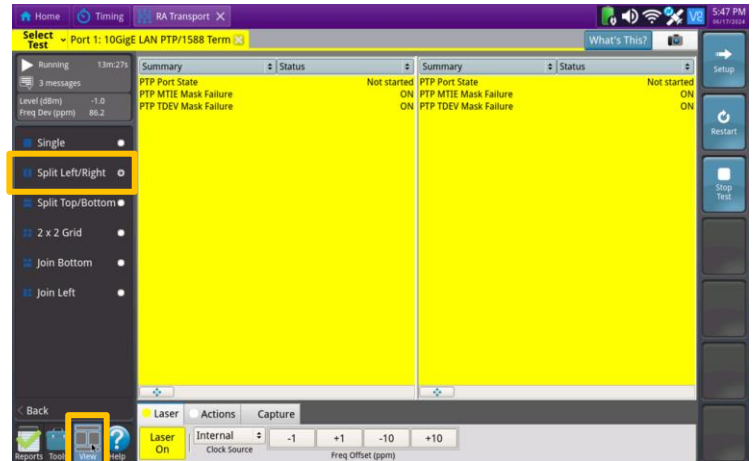 Home Timing RA Transport
V2 5:47 PM
06/17/2024
Select Test Port 1: 10GigE LAN PTP/1588 Term
What's This?
Running 13m:27s
3 messages
Level (dBm) -1.0
Freq Dev (ppm) 86.2
Single
Split Left/Right
Split Top/Bottom
2 x 2 Grid
Join Bottom
Join Left
Back
Reports Tools View Help
Summary Status
PTP Port State Not started
PTP MTIE Mask Failure ON
PTP TDEV Mask Failure ON
Summary Status
PTP Port State Not started
PTP MTIE Mask Failure ON
PTP TDEV Mask Failure ON
Laser Actions Capture
Laser On
Internal
Clock Source
-1 +1 -10 +10
Freq Offset (ppm)
Setup
Restart
Stop Test